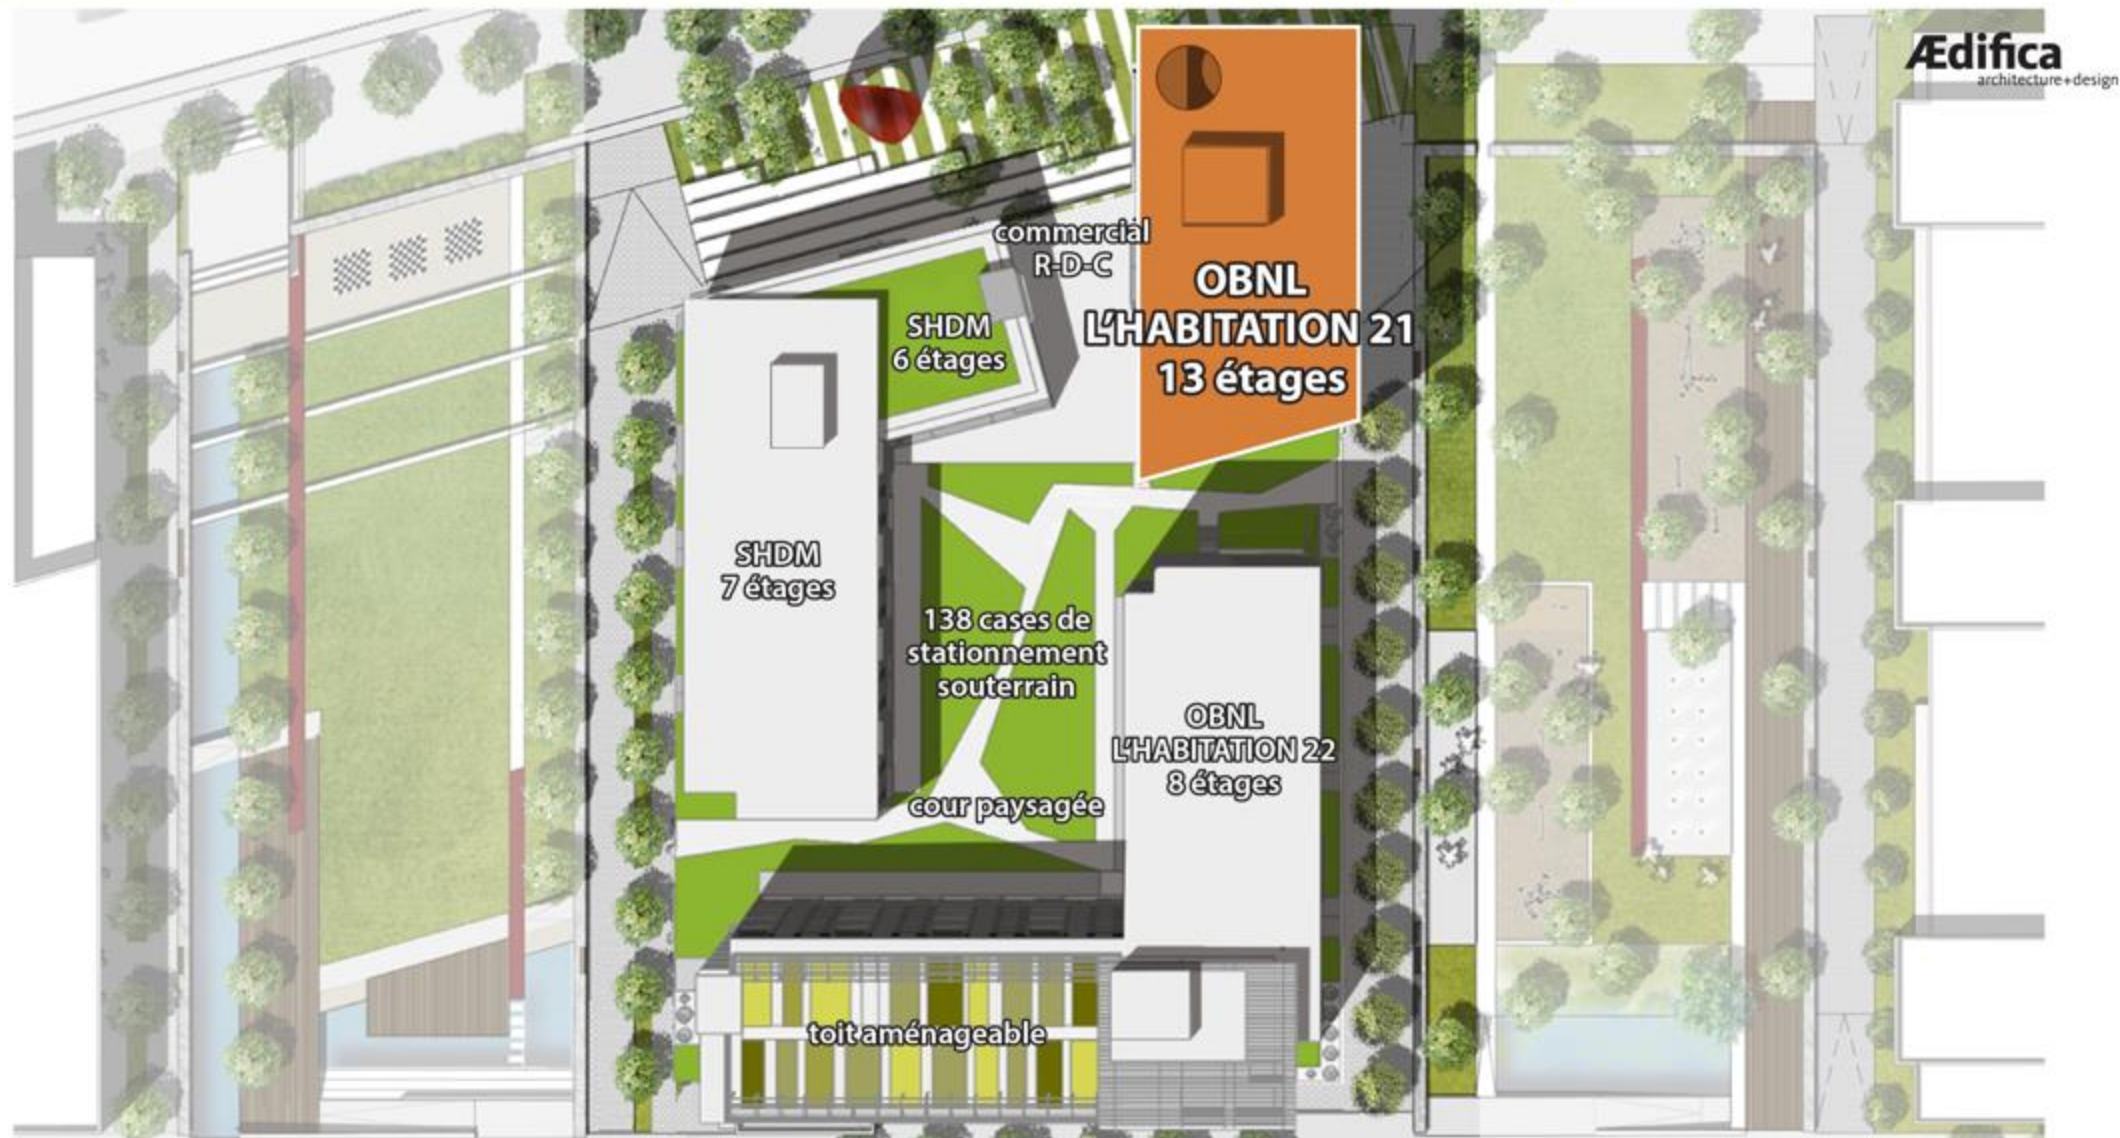 Ædifica
architecture+design
commercial
R-D-C
OBNL
L'HABITATION 21
13 étages
SHDM
6 étages
SHDM
7 étages
138 cases de
stationnement
souterrain
OBNL
L'HABITATION 22
8 étages
cour paysagée
toit aménageable